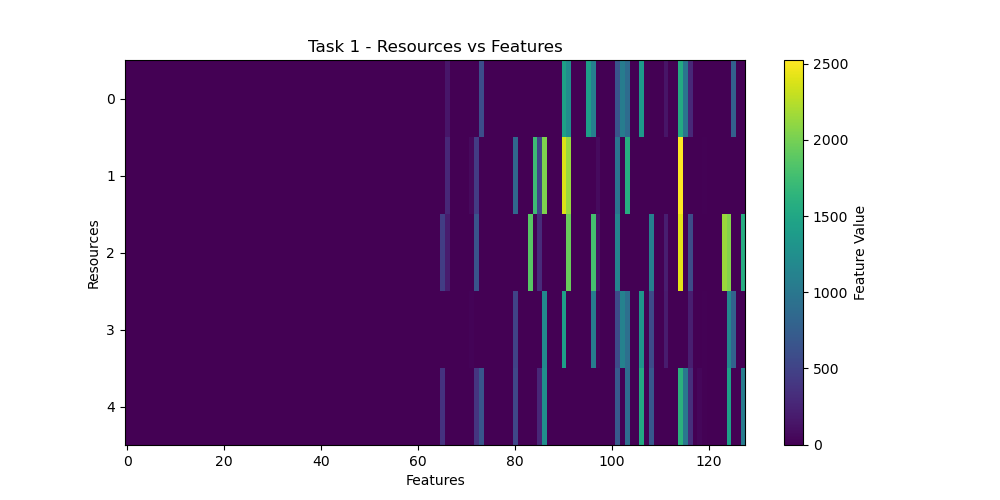 Task 1 - Resources vs Features
Resources
0
1
2
3
4
0 20 40 60 80 100 120
Features
2500
2000
1500
1000
500
0
Feature Value